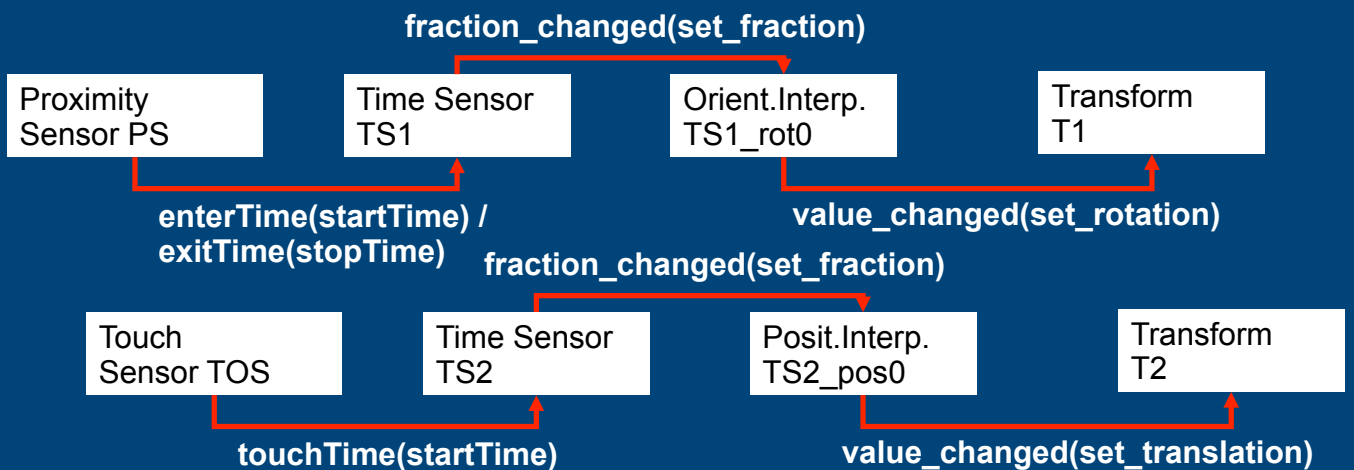 fraction_changed(set_fraction)
Proximity
Sensor PS
Time Sensor
TS1
Orient.Interp.
TS1_rot0
Transform
T1
enterTime(startTime) /
exitTime(stopTime)
value_changed(set_rotation)
fraction_changed(set_fraction)
Touch
Sensor TOS
Time Sensor
TS2
Posit.Interp.
TS2_pos0
Transform
T2
touchTime(startTime)
value_changed(set_translation)